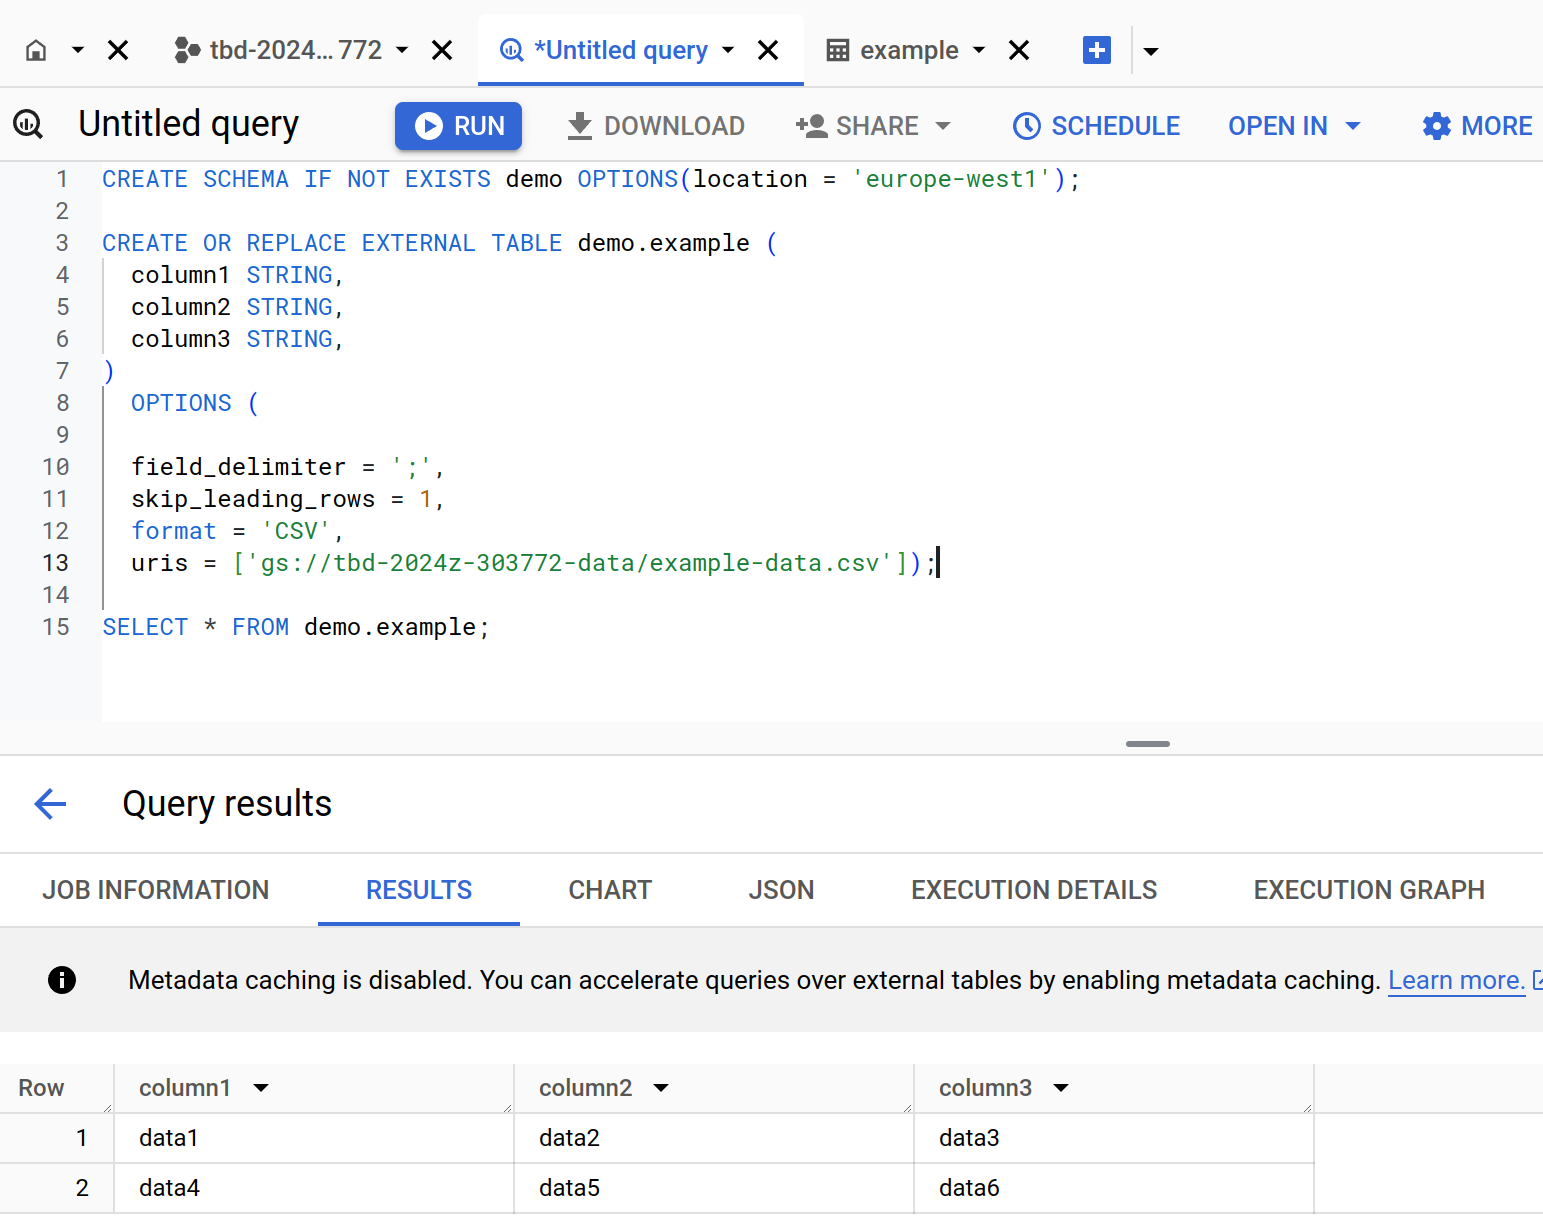 tbd-2024... 772 *Untitled query example
Untitled query RUN DOWNLOAD SHARE SCHEDULE OPEN IN MORE
1 CREATE SCHEMA IF NOT EXISTS demo OPTIONS(location = 'europe-west1');
2
3 CREATE OR REPLACE EXTERNAL TABLE demo.example (
4 column1 STRING,
5 column2 STRING,
6 column3 STRING,
7 )
8 OPTIONS (
9
10 field_delimiter = ';',
11 skip_leading_rows = 1,
12 format = 'CSV',
13 uris = ['gs://tbd-2024z-303772-data/example-data.csv']);
14
15 SELECT * FROM demo.example;
Query results
JOB INFORMATION RESULTS CHART JSON EXECUTION DETAILS EXECUTION GRAPH
Metadata caching is disabled. You can accelerate queries over external tables by enabling metadata caching. Learn more.
Row column1 column2 column3
1 data1 data2 data3
2 data4 data5 data6